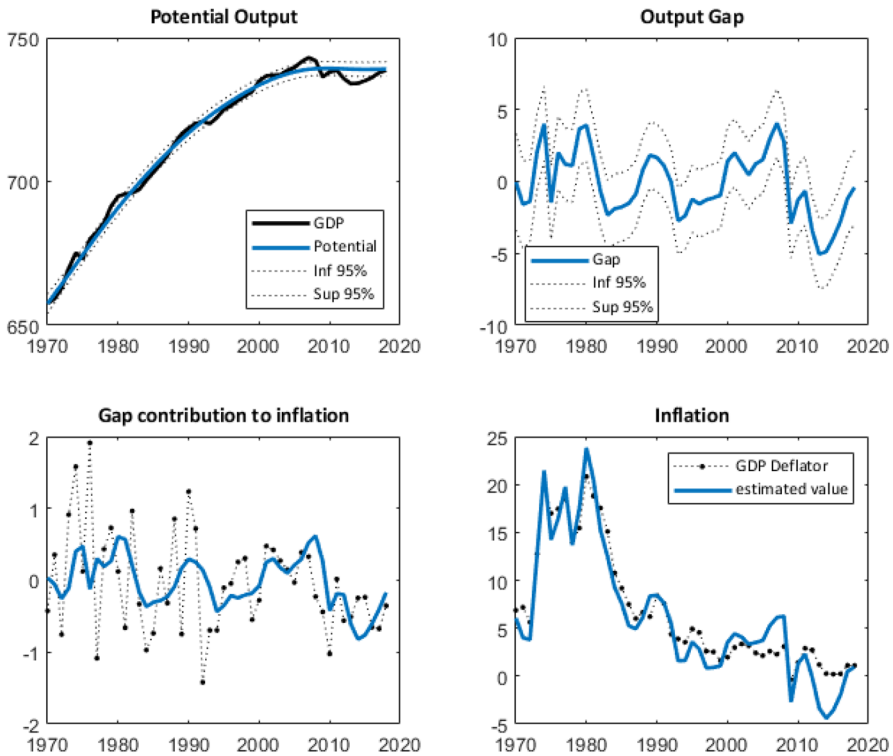 Potential Output
750
700
650
1970 1980 1990 2000 2010 2020
GDP
Potential
Inf 95%
Sup 95%
Output Gap
10
5
0
-5
-10
1970 1980 1990 2000 2010 2020
Gap
Inf 95%
Sup 95%
Gap contribution to inflation
2
1
0
-1
-2
1970 1980 1990 2000 2010 2020
Inflation
25
20
15
10
5
0
-5
1970 1980 1990 2000 2010 2020
GDP Deflator
estimated value